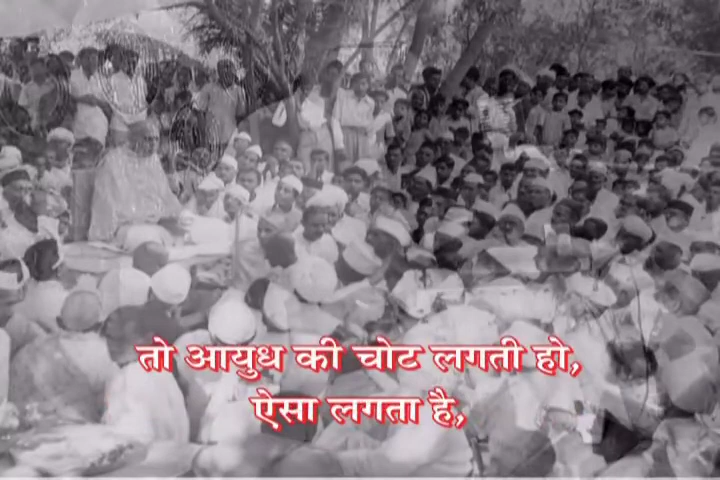 तो आयुध की चोट लगती हो,
ऐसा लगता है,